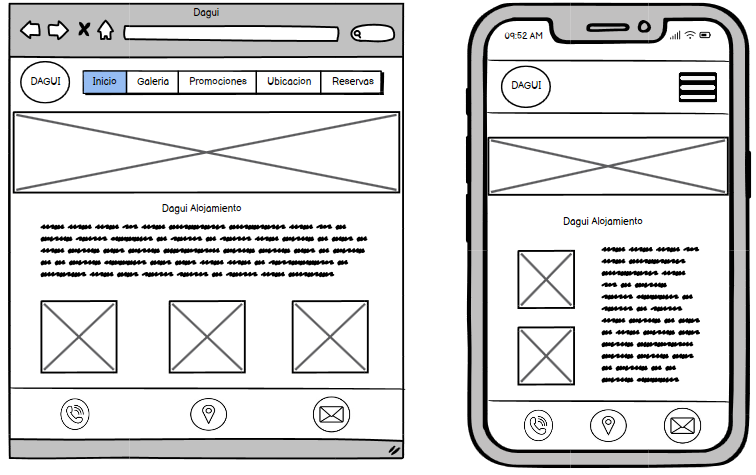 Dagui
DAGUI
Inicio
Galeria
Promociones
Ubicacion
Reservas
Dagui Alojamiento
09:52 AM
DAGUI
Dagui Alojamiento